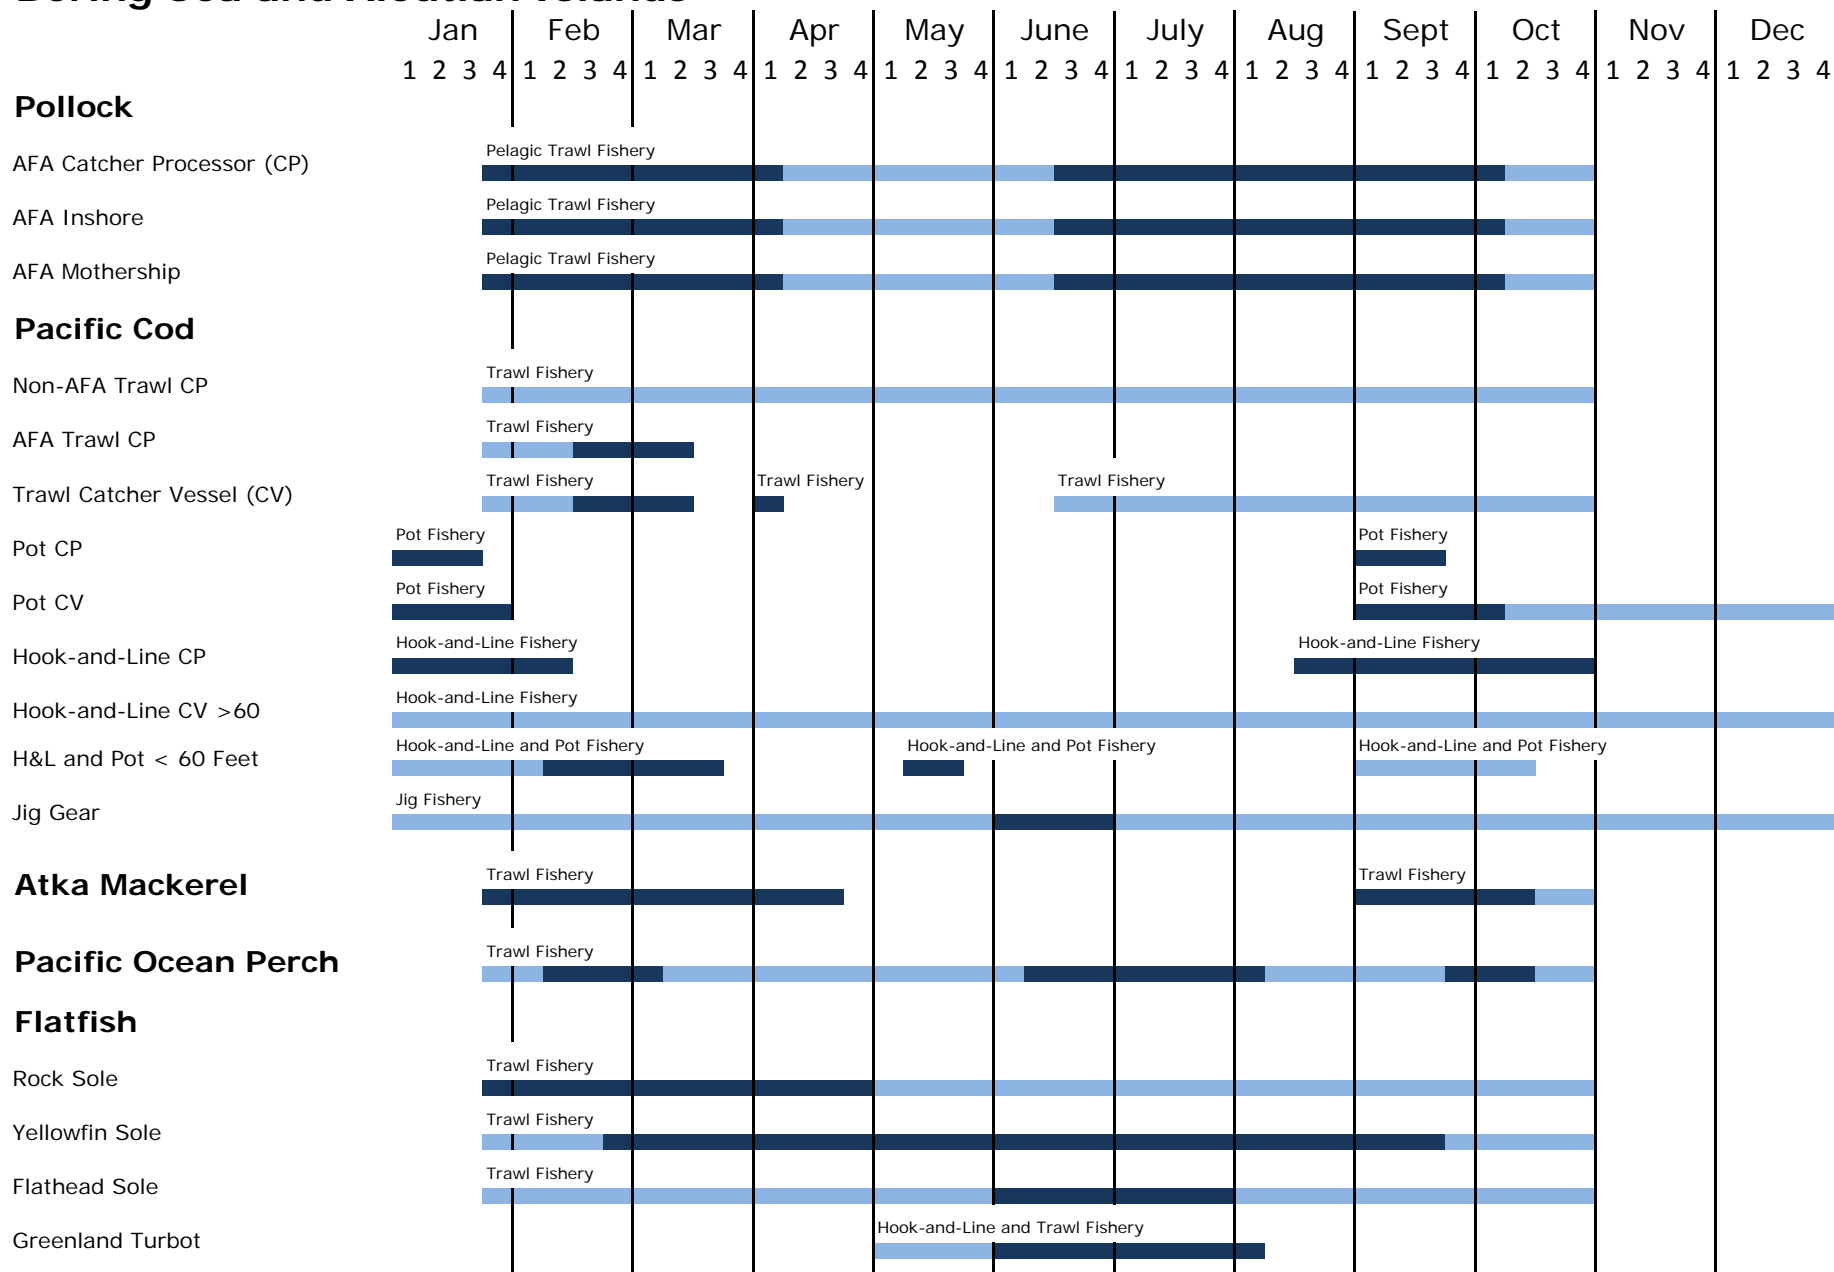 Bering Sea and Aleutian Islands
Jan Feb Mar Apr May June July Aug Sept Oct Nov Dec
1 2 3 4 1 2 3 4 1 2 3 4 1 2 3 4 1 2 3 4 1 2 3 4 1 2 3 4 1 2 3 4 1 2 3 4 1 2 3 4 1 2 3 4 1 2 3 4
Pollock
Pelagic Trawl Fishery
AFA Catcher Processor (CP)
Pelagic Trawl Fishery
AFA Inshore
Pelagic Trawl Fishery
AFA Mothership
Pacific Cod
Trawl Fishery
Non-AFA Trawl CP
Trawl Fishery
AFA Trawl CP
Trawl Fishery Trawl Fishery Trawl Fishery
Trawl Catcher Vessel (CV)
Pot Fishery Pot Fishery
Pot CP
Pot Fishery Pot Fishery
Pot CV
Hook-and-Line Fishery Hook-and-Line Fishery
Hook-and-Line CP
Hook-and-Line Fishery
Hook-and-Line CV >60
Hook-and-Line and Pot Fishery Hook-and-Line and Pot Fishery Hook-and-Line and Pot Fishery
H&L and Pot < 60 Feet
Jig Fishery
Jig Gear
Trawl Fishery Trawl Fishery
Atka Mackerel
Trawl Fishery
Pacific Ocean Perch
Flatfish
Trawl Fishery
Rock Sole
Trawl Fishery
Yellowfin Sole
Trawl Fishery
Flathead Sole
Hook-and-Line and Trawl Fishery
Greenland Turbot